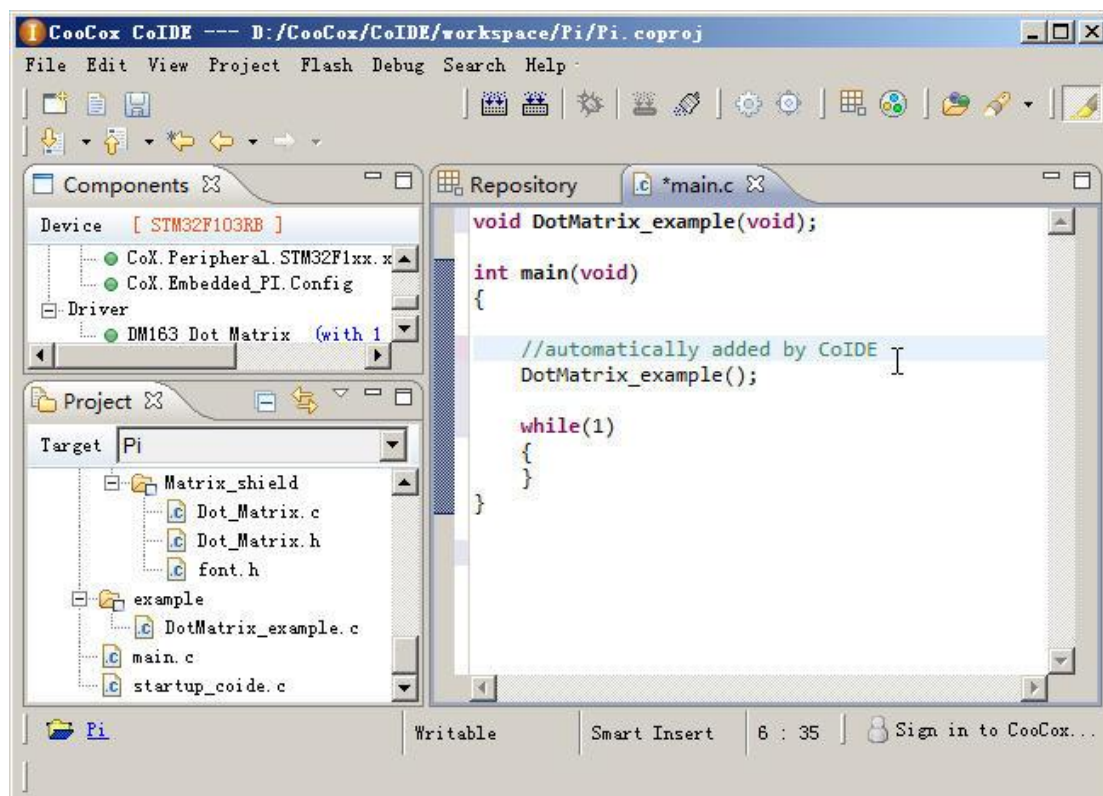 CooCox CoIDE --- D:/CooCox/CoIDE/workspace/Pi/Pi.coproj
File Edit View Project Flash Debug Search Help
Components
Device [ STM32F103RB ]
CoX.Peripheral.STM32F1xx.x
CoX.Embedded_PI.Config
Driver
DM163 Dot Matrix (with 1
Project
Target Pi
Matrix_shield
Dot_Matrix.c
Dot_Matrix.h
font.h
example
DotMatrix_example.c
main.c
startup_coide.c
Repository
*main.c
void DotMatrix_example(void);
int main(void)
{
//automatically added by CoIDE
DotMatrix_example();
while(1)
{
}
}
Pi
Writable
Smart Insert
6 : 35
Sign in to CooCox...